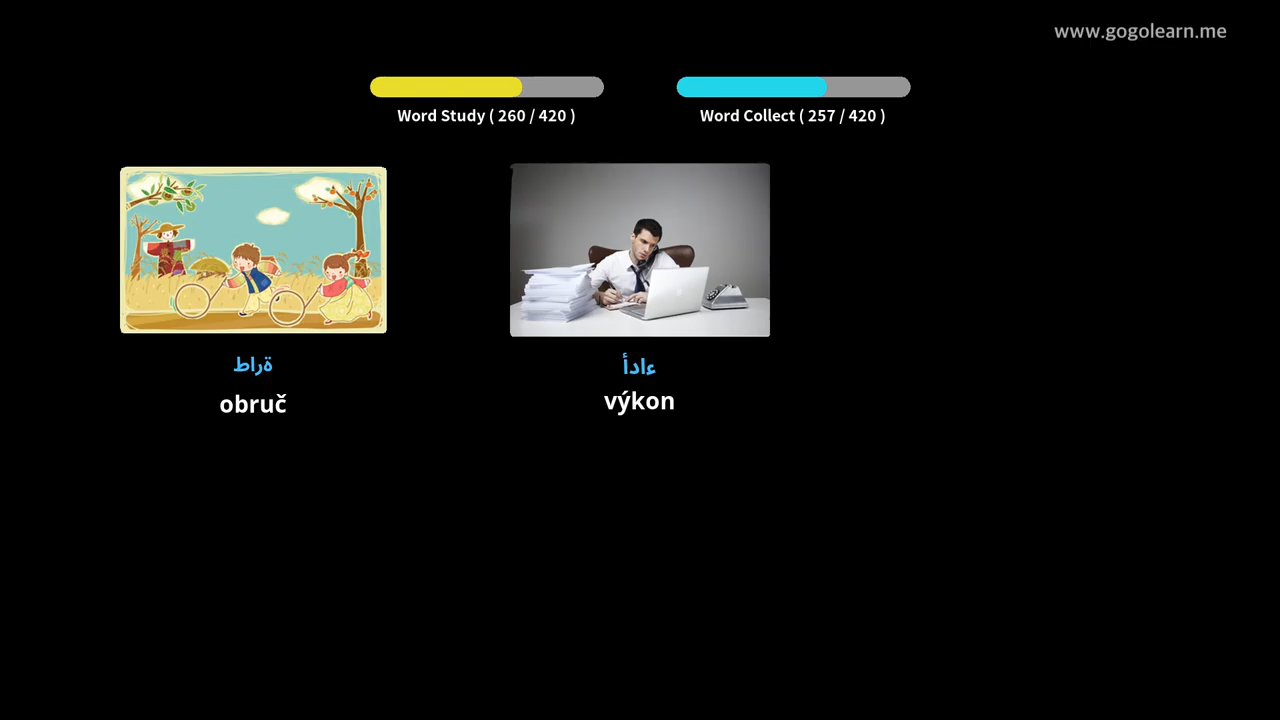 www.gogolearn.me
Word Study ( 260 / 420 )
Word Collect ( 257 / 420 )
ةراط
obruč
ءادأ
výkon